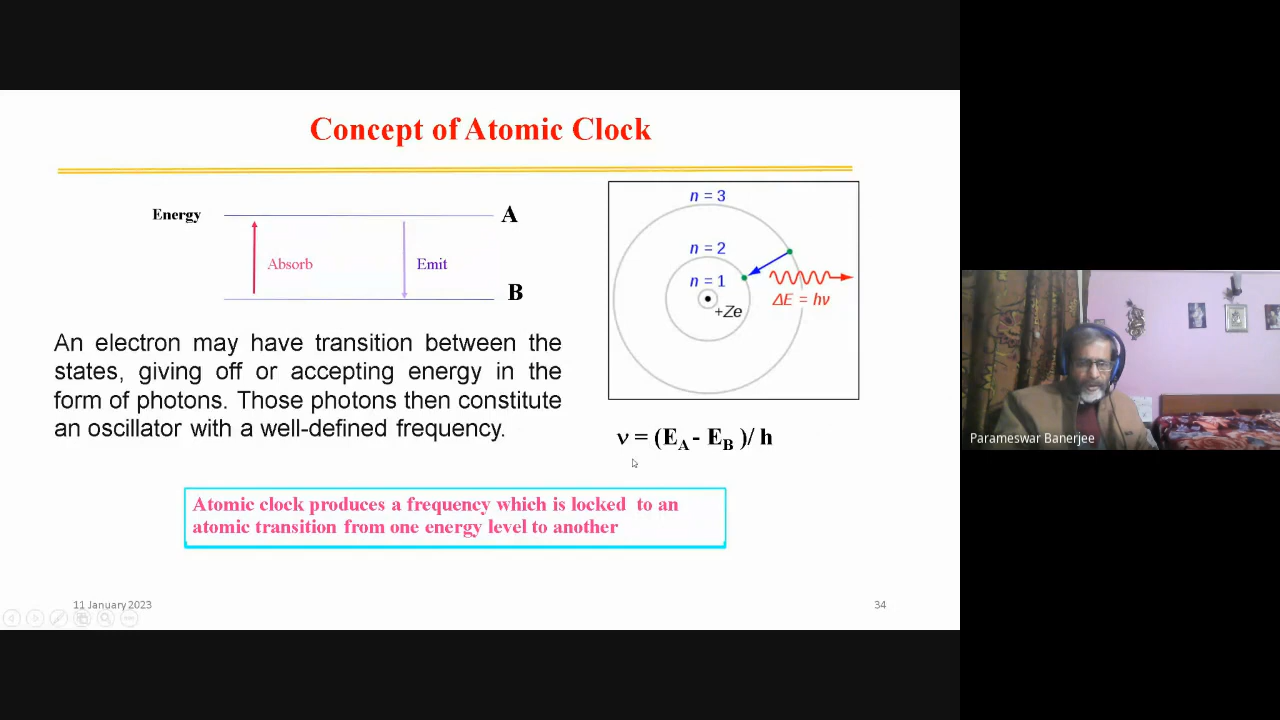 Concept of Atomic Clock
Energy
A
Absorb
Emit
B
An electron may have transition between the
states, giving off or accepting energy in the
form of photons. Those photons then constitute
an oscillator with a well-defined frequency.
n = 3
n = 2
n = 1
+Ze
ΔE = hν
ν = (E_A - E_B )/ h
Atomic clock produces a frequency which is locked to an
atomic transition from one energy level to another
11 January 2023
34
Parameswar Banerjee